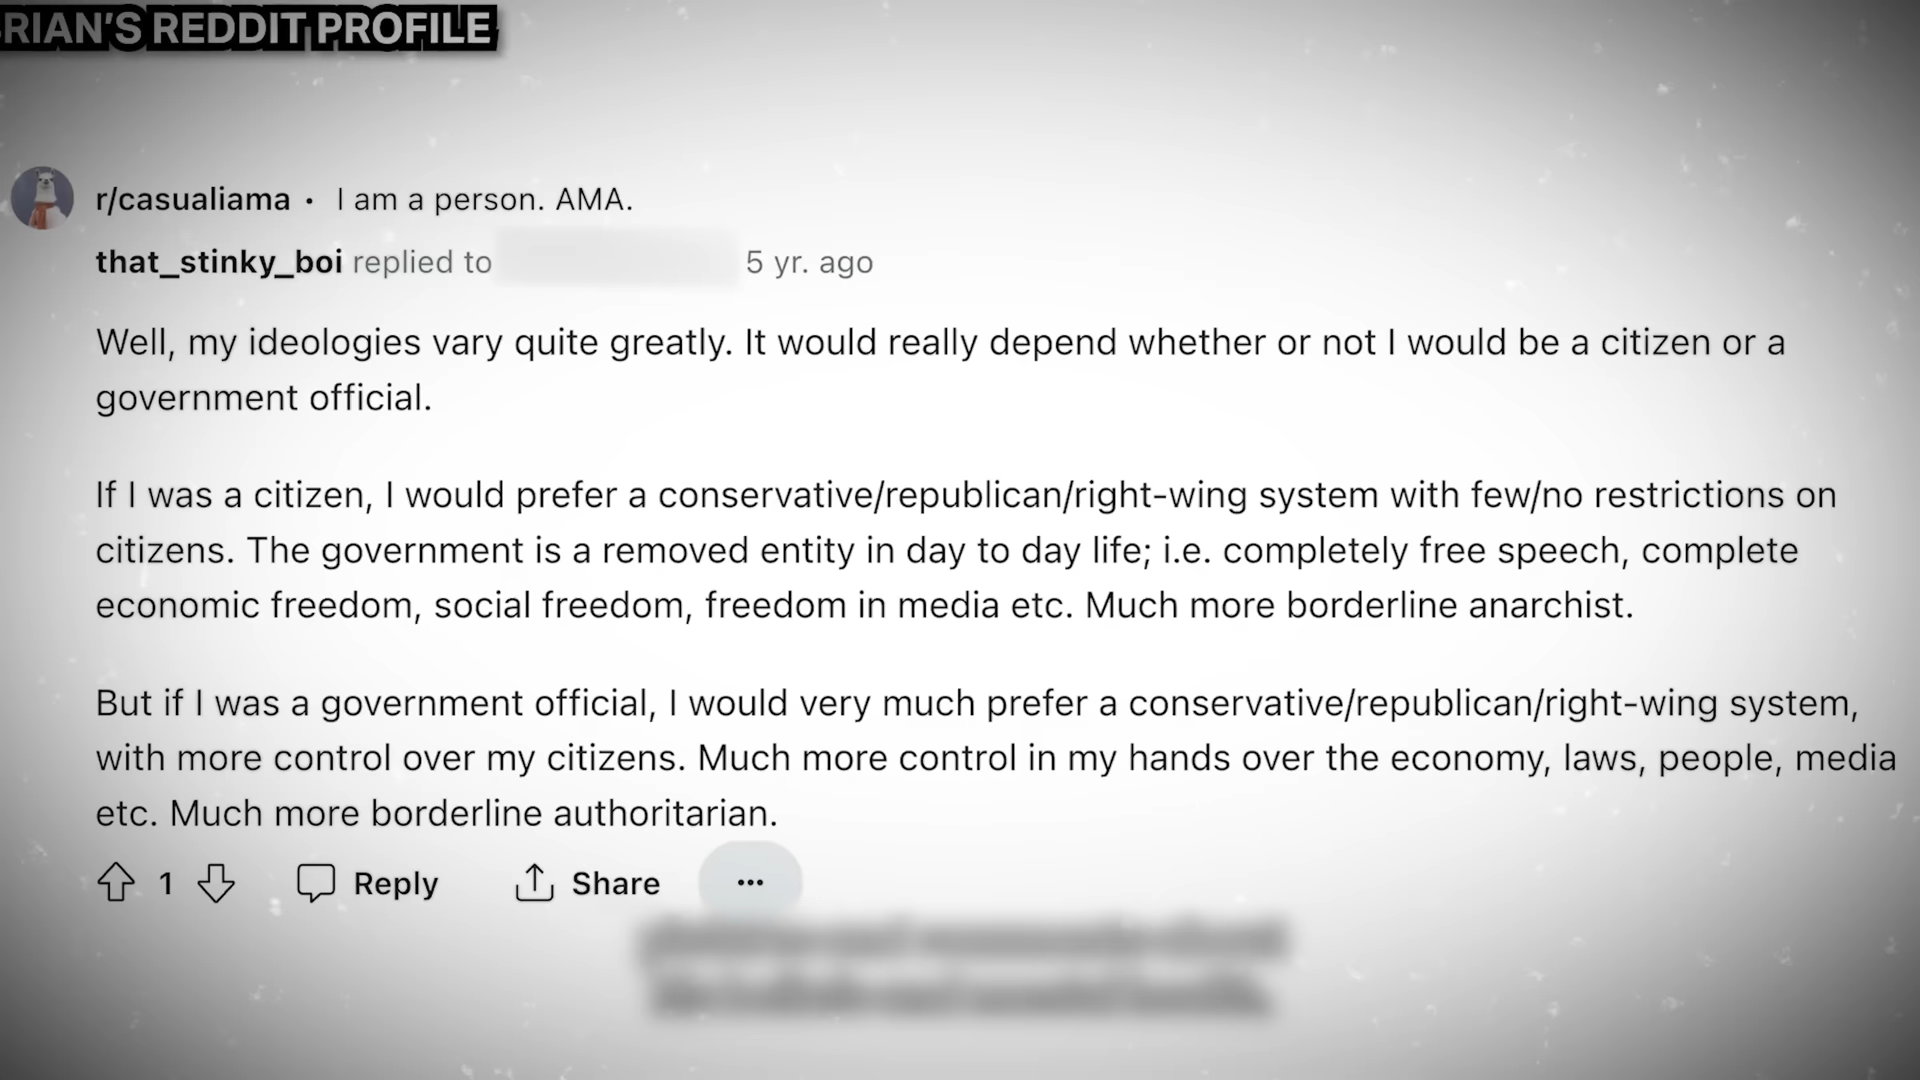 RIAN'S REDDIT PROFILE
r/casualiama • I am a person. AMA.
that_stinky_boi replied to 5 yr. ago
Well, my ideologies vary quite greatly. It would really depend whether or not I would be a citizen or a
government official.
If I was a citizen, I would prefer a conservative/republican/right-wing system with few/no restrictions on
citizens. The government is a removed entity in day to day life; i.e. completely free speech, complete
economic freedom, social freedom, freedom in media etc. Much more borderline anarchist.
But if I was a government official, I would very much prefer a conservative/republican/right-wing system,
with more control over my citizens. Much more control in my hands over the economy, laws, people, media
etc. Much more borderline authoritarian.
1 Reply Share ...